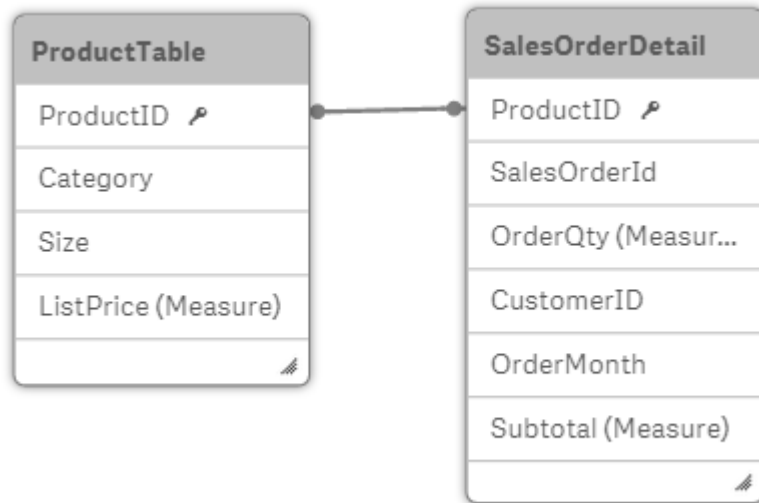 ProductTable
ProductID
Category
Size
ListPrice (Measure)
SalesOrderDetail
ProductID
SalesOrderId
OrderQty (Measur...
CustomerID
OrderMonth
Subtotal (Measure)